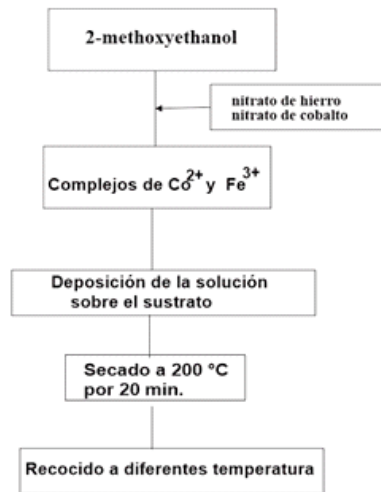 2-methoxyethanol
nitrato de hierro
nitrato de cobalto
Complejos de Co2+ y Fe3+
Deposición de la solución
sobre el sustrato
Secado a 200 °C
por 20 min.
Recocido a diferentes temperatura